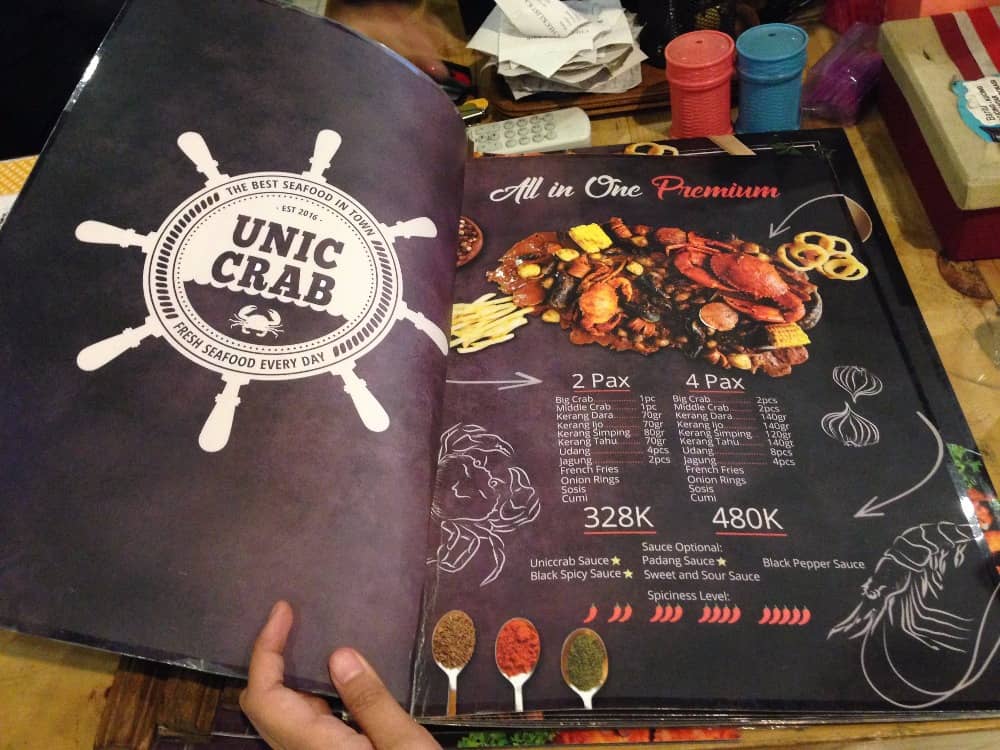 THE BEST SEAFOOD IN TOWN
· EST 2016 ·
UNIC
CRAB
FRESH SEAFOOD EVERY DAY
All in One Premium
2 Pax
Big Crab 1pc
Middle Crab 1pc
Kerang Dara 70gr
Kerang Ijo 70gr
Kerang Simping 80gr
Kerang Tahu 70gr
Udang 4pcs
Jagung 2pcs
French Fries
Onion Rings
Sosis
Cumi
328K
4 Pax
Big Crab 2pcs
Middle Crab 2pcs
Kerang Dara 140gr
Kerang Ijo 140gr
Kerang Simping 120gr
Kerang Tahu 140gr
Udang 8pcs
Jagung 4pcs
French Fries
Onion Rings
Sosis
Cumi
480K
Sauce Optional:
Uniccrab Sauce Padang Sauce Black Pepper Sauce
Black Spicy Sauce Sweet and Sour Sauce
Spiciness Level: